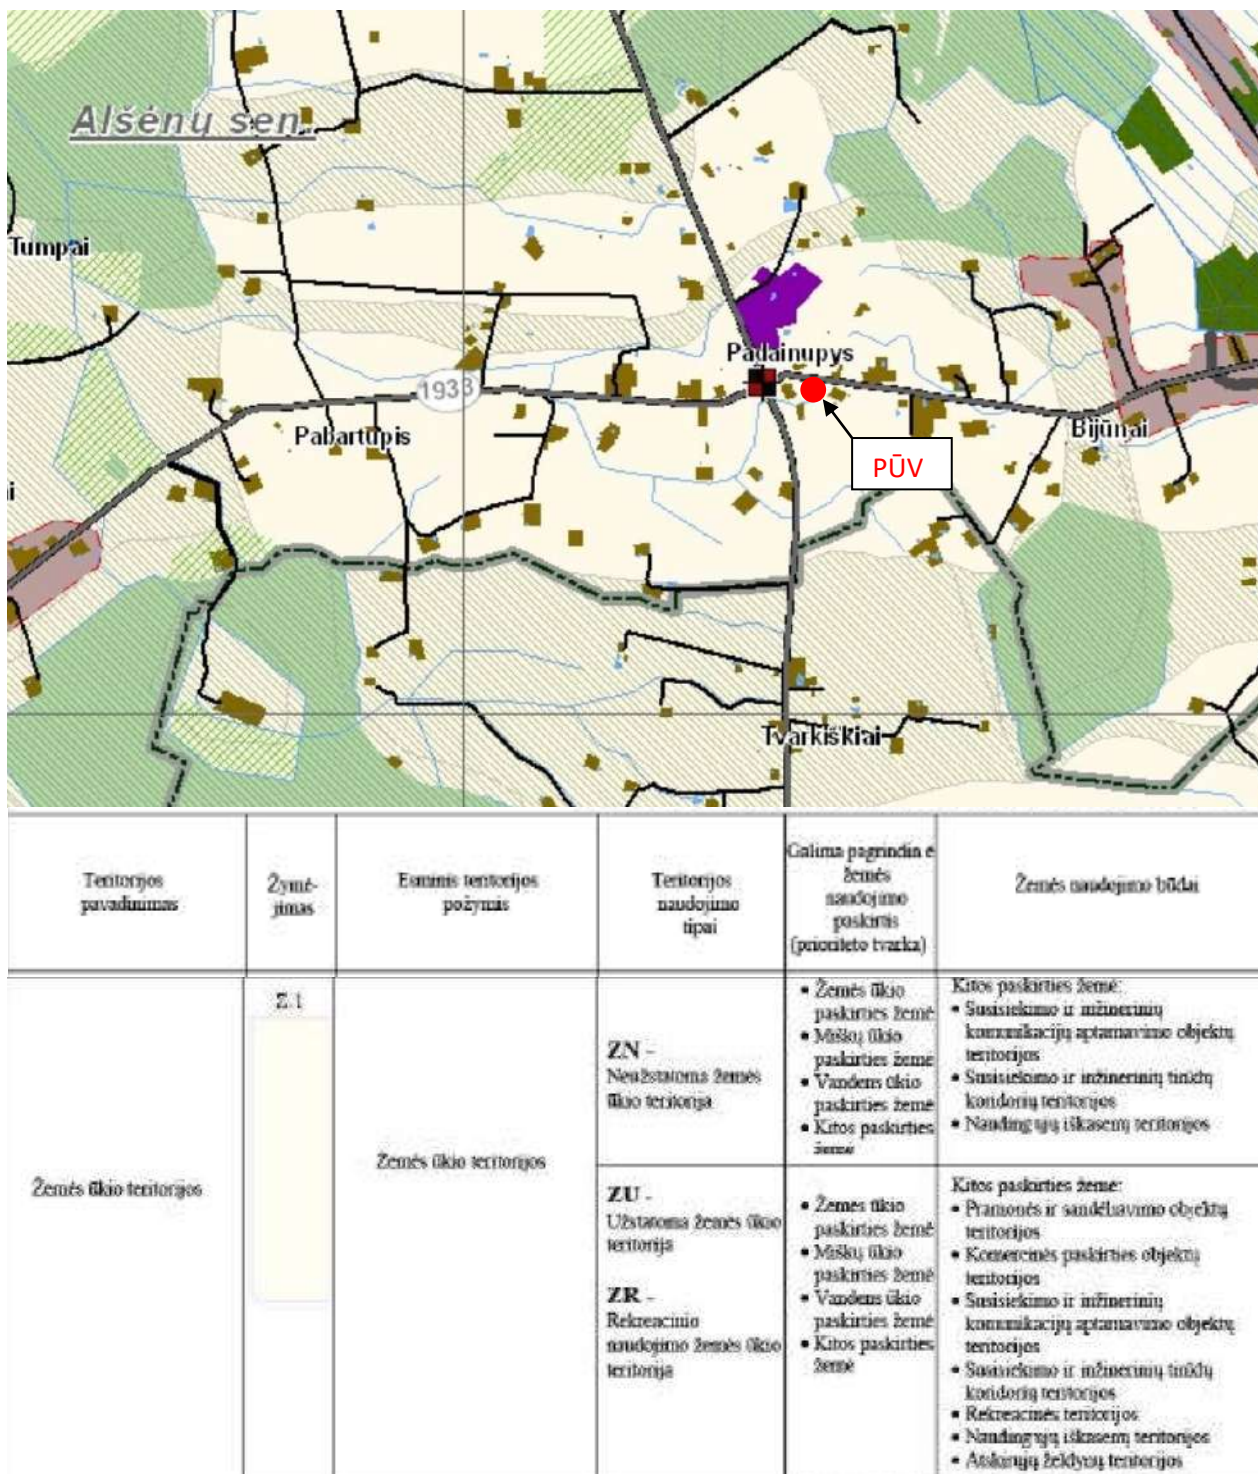 Alšėnų sen.
Tumpai
Padainupys
1933
Pabartupis
Bijūnai
PŪV
Tvarkiškiai
Teritorijos
pavadinimas
Žymė-
jimas
Esminis teritorijos
požymis
Teritorijos
naudojimo
tipai
Galima pagrindinė
žemės
naudojimo
paskirtis
(prioriteto tvarka)
Žemės naudojimo būdai
Žemės ūkio teritorijos
Z.1
Žemės ūkio teritorijos
ZN -
Neužstatoma žemės
ūkio teritorija
• Žemės ūkio
paskirties žemė
• Miškų ūkio
paskirties žemė
• Vandens ūkio
paskirties žemė
• Kitos paskirties
žemė
Kitos paskirties žemė:
• Susisiekimo ir inžinerinių
komunikacijų aptarnavimo objektų
teritorijos
• Susisiekimo ir inžinerinių tinklų
koridorių teritorijos
• Naudingųjų iškasenų teritorijos
ZU -
Užstatoma žemės ūkio
teritorija
ZR -
Rekreacinio
naudojimo žemės ūkio
teritorija
• Žemės ūkio
paskirties žemė
• Miškų ūkio
paskirties žemė
• Vandens ūkio
paskirties žemė
• Kitos paskirties
žemė
Kitos paskirties žemė:
• Pramonės ir sandėliavimo objektų
teritorijos
• Komercinės paskirties objektų
teritorijos
• Susisiekimo ir inžinerinių
komunikacijų aptarnavimo objektų
teritorijos
• Susisiekimo ir inžinerinių tinklų
koridorių teritorijos
• Rekreacinės teritorijos
• Naudingųjų iškasenų teritorijos
• Atskirųjų želdynų teritorijos